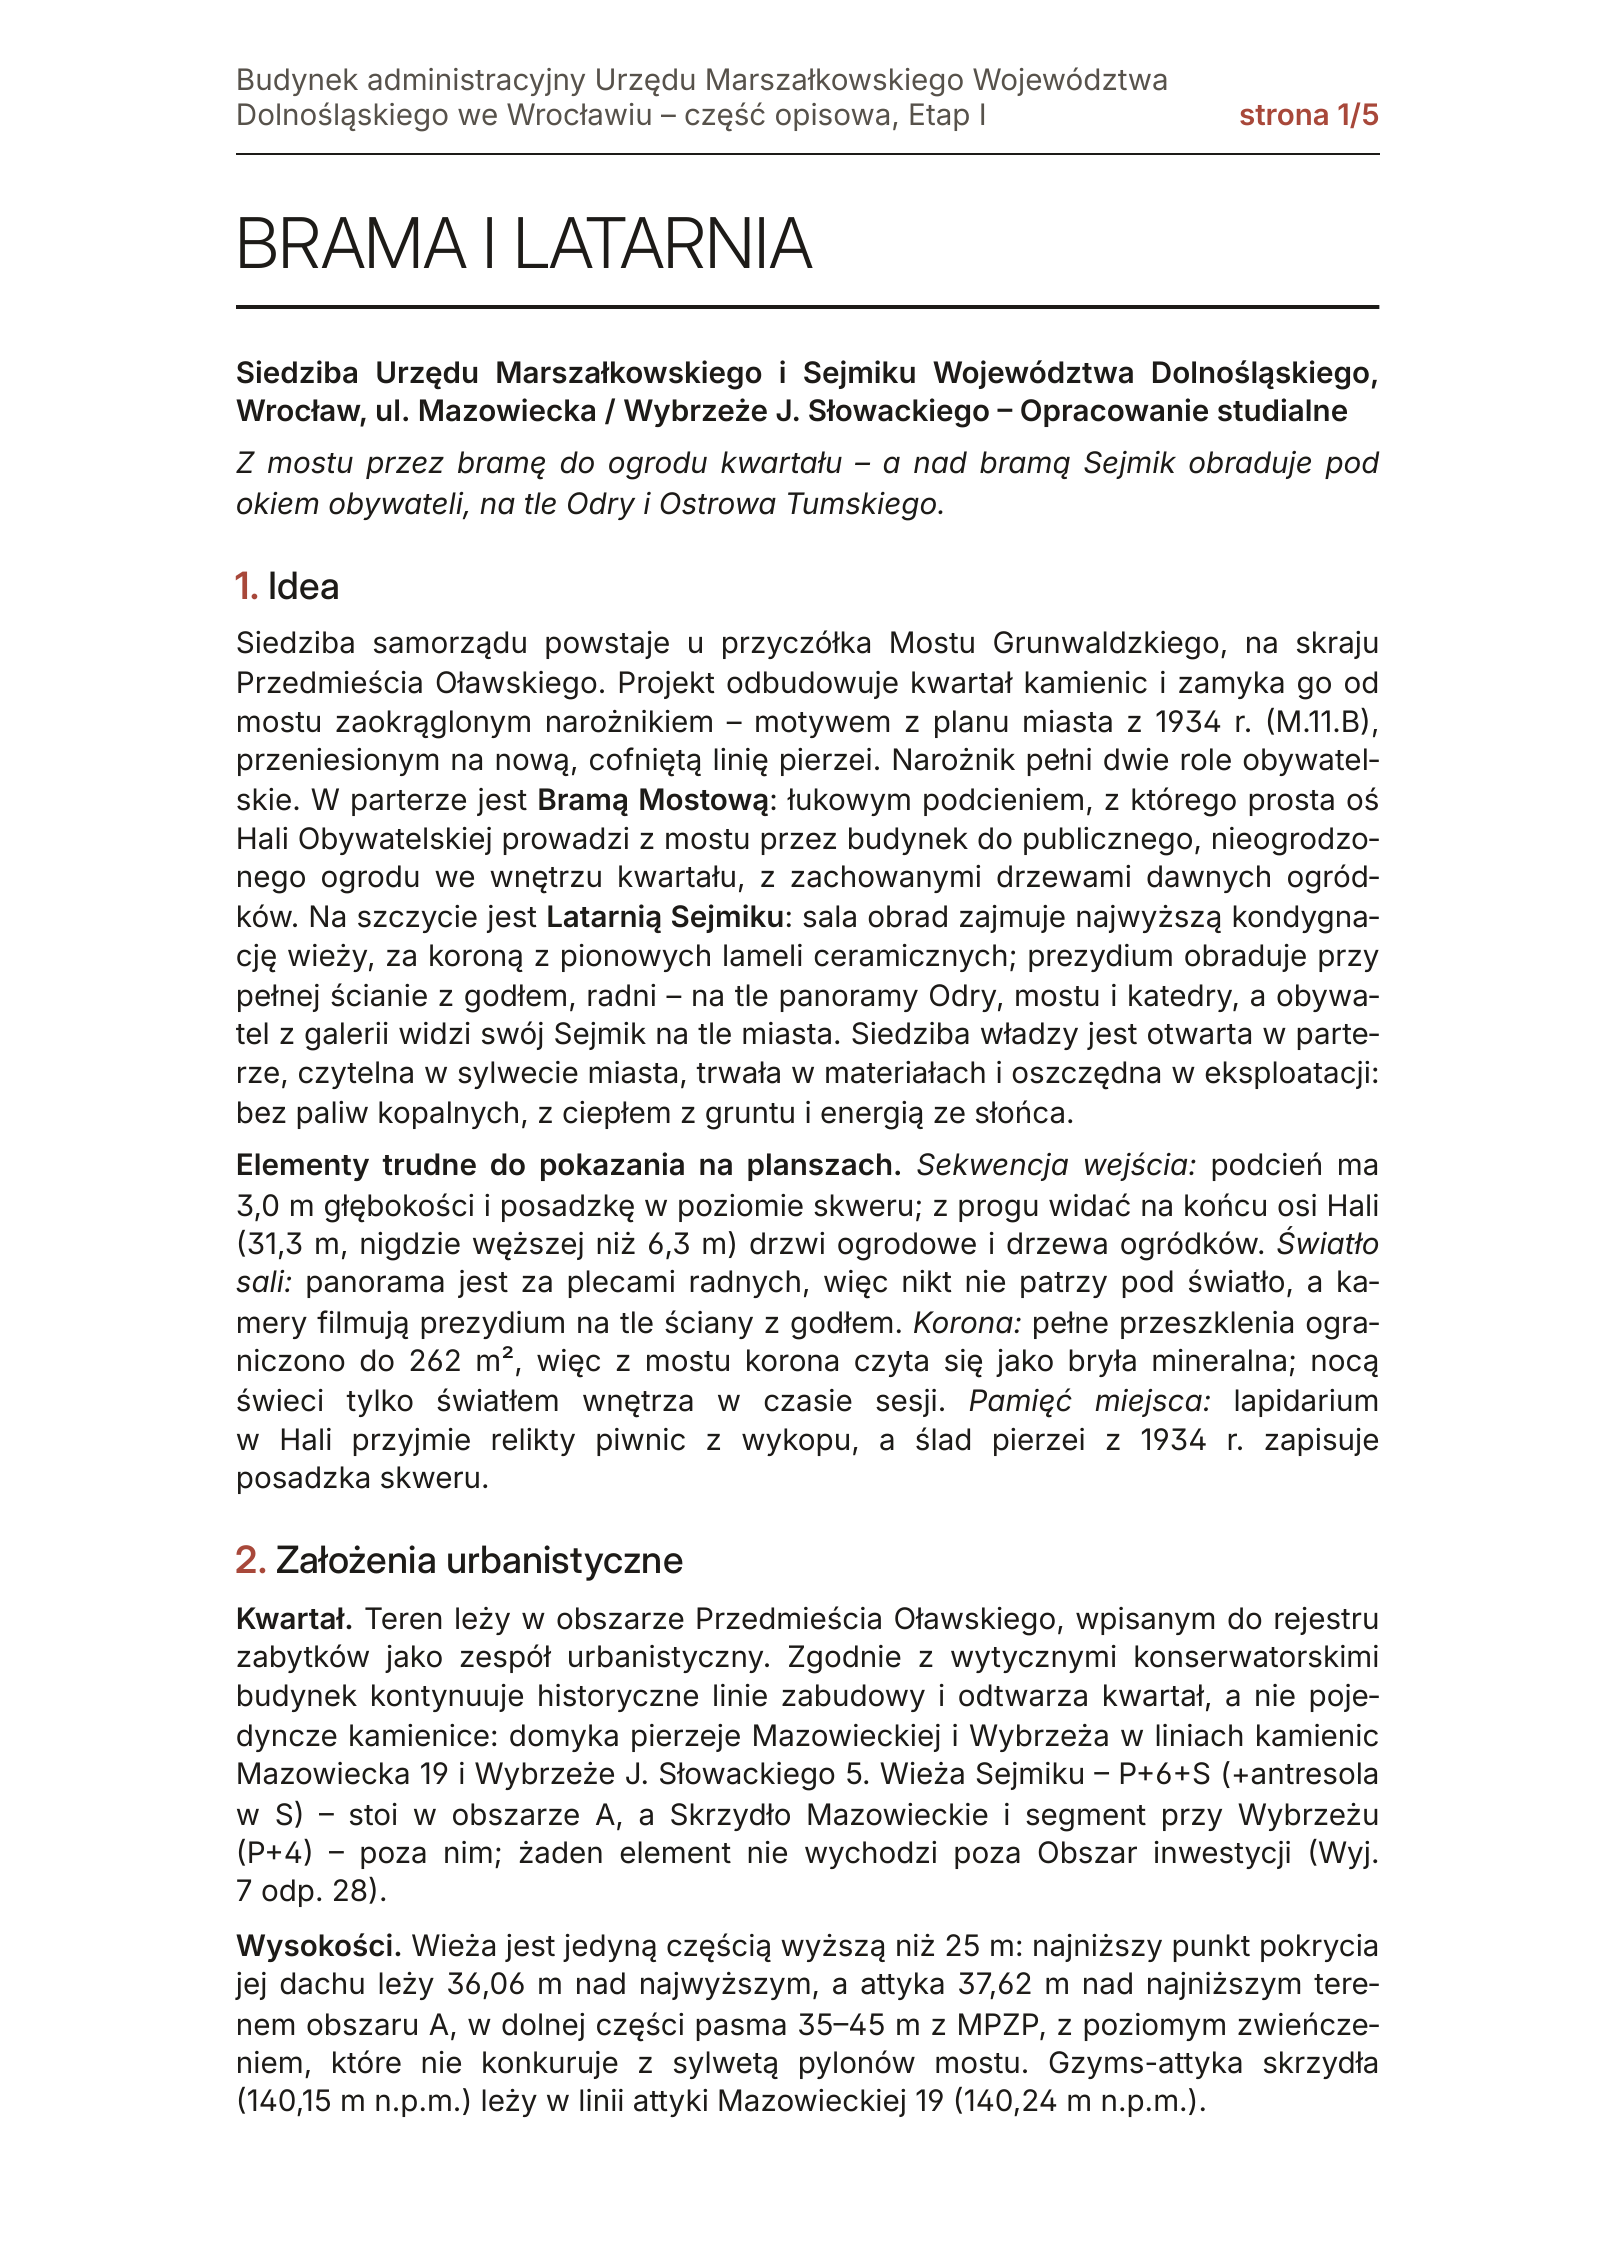 Budynek administracyjny Urzędu Marszałkowskiego Województwa
Dolnośląskiego we Wrocławiu – część opisowa, Etap I
strona 1/5
BRAMA I LATARNIA
Siedziba Urzędu Marszałkowskiego i Sejmiku Województwa Dolnośląskiego,
Wrocław, ul. Mazowiecka / Wybrzeże J. Słowackiego – Opracowanie studialne
Z mostu przez bramę do ogrodu kwartału – a nad bramą Sejmik obraduje pod
okiem obywateli, na tle Odry i Ostrowa Tumskiego.
1. Idea
Siedziba samorządu powstaje u przyczółka Mostu Grunwaldzkiego, na skraju
Przedmieścia Oławskiego. Projekt odbudowuje kwartał kamienic i zamyka go od
mostu zaokrąglonym narożnikiem – motywem z planu miasta z 1934 r. (M.11.B),
przeniesionym na nową, cofniętą linię pierzei. Narożnik pełni dwie role obywatel-
skie. W parterze jest Bramą Mostową: łukowym podcieniem, z którego prosta oś
Hali Obywatelskiej prowadzi z mostu przez budynek do publicznego, nieogrodzo-
nego ogrodu we wnętrzu kwartału, z zachowanymi drzewami dawnych ogród-
ków. Na szczycie jest Latarnią Sejmiku: sala obrad zajmuje najwyższą kondygna-
cję wieży, za koroną z pionowych lameli ceramicznych; prezydium obraduje przy
pełnej ścianie z godłem, radni – na tle panoramy Odry, mostu i katedry, a obywa-
tel z galerii widzi swój Sejmik na tle miasta. Siedziba władzy jest otwarta w parte-
rze, czytelna w sylwecie miasta, trwała w materiałach i oszczędna w eksploatacji:
bez paliw kopalnych, z ciepłem z gruntu i energią ze słońca.
Elementy trudne do pokazania na planszach. Sekwencja wejścia: podcień ma
3,0 m głębokości i posadzkę w poziomie skweru; z progu widać na końcu osi Hali
(31,3 m, nigdzie węższej niż 6,3 m) drzwi ogrodowe i drzewa ogródków. Światło
sali: panorama jest za plecami radnych, więc nikt nie patrzy pod światło, a ka-
mery filmują prezydium na tle ściany z godłem. Korona: pełne przeszklenia ogra-
niczono do 262 m², więc z mostu korona czyta się jako bryła mineralna; nocą
świeci tylko światłem wnętrza w czasie sesji. Pamięć miejsca: lapidarium
w Hali przyjmie relikty piwnic z wykopu, a ślad pierzei z 1934 r. zapisuje
posadzka skweru.
2. Założenia urbanistyczne
Kwartał. Teren leży w obszarze Przedmieścia Oławskiego, wpisanym do rejestru
zabytków jako zespół urbanistyczny. Zgodnie z wytycznymi konserwatorskimi
budynek kontynuuje historyczne linie zabudowy i odtwarza kwartał, a nie poje-
dyncze kamienice: domyka pierzeje Mazowieckiej i Wybrzeża w liniach kamienic
Mazowiecka 19 i Wybrzeże J. Słowackiego 5. Wieża Sejmiku – P+6+S (+antresola
w S) – stoi w obszarze A, a Skrzydło Mazowieckie i segment przy Wybrzeżu
(P+4) – poza nim; żaden element nie wychodzi poza Obszar inwestycji (Wyj.
7 odp. 28).
Wysokości. Wieża jest jedyną częścią wyższą niż 25 m: najniższy punkt pokrycia
jej dachu leży 36,06 m nad najwyższym, a attyka 37,62 m nad najniższym tere-
nem obszaru A, w dolnej części pasma 35–45 m z MPZP, z poziomym zwieńcze-
niem, które nie konkuruje z sylwetą pylonów mostu. Gzyms-attyka skrzydła
(140,15 m n.p.m.) leży w linii attyki Mazowieckiej 19 (140,24 m n.p.m.).